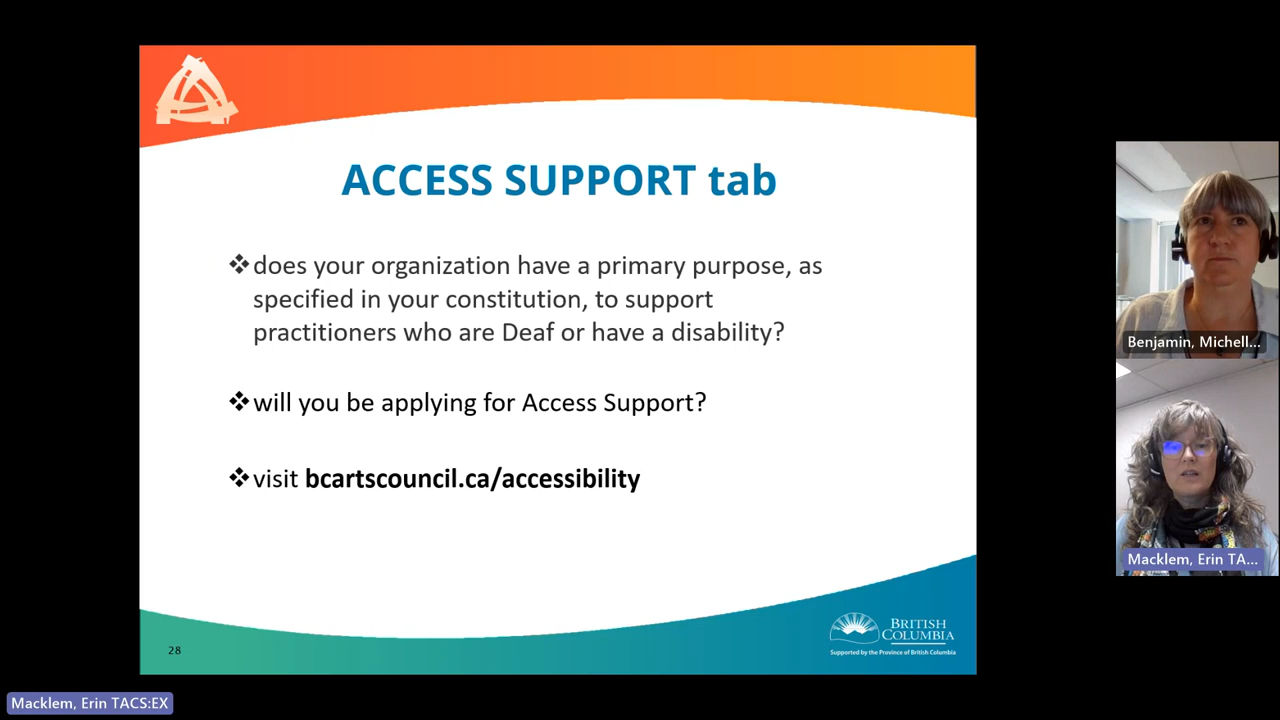 ACCESS SUPPORT tab
❖does your organization have a primary purpose, as
specified in your constitution, to support
practitioners who are Deaf or have a disability?
❖will you be applying for Access Support?
❖visit bcartscouncil.ca/accessibility
28
BRITISH
COLUMBIA
Supported by the Province of British Columbia
Benjamin, Michell...
Macklem, Erin TA...
Macklem, Erin TACS:EX